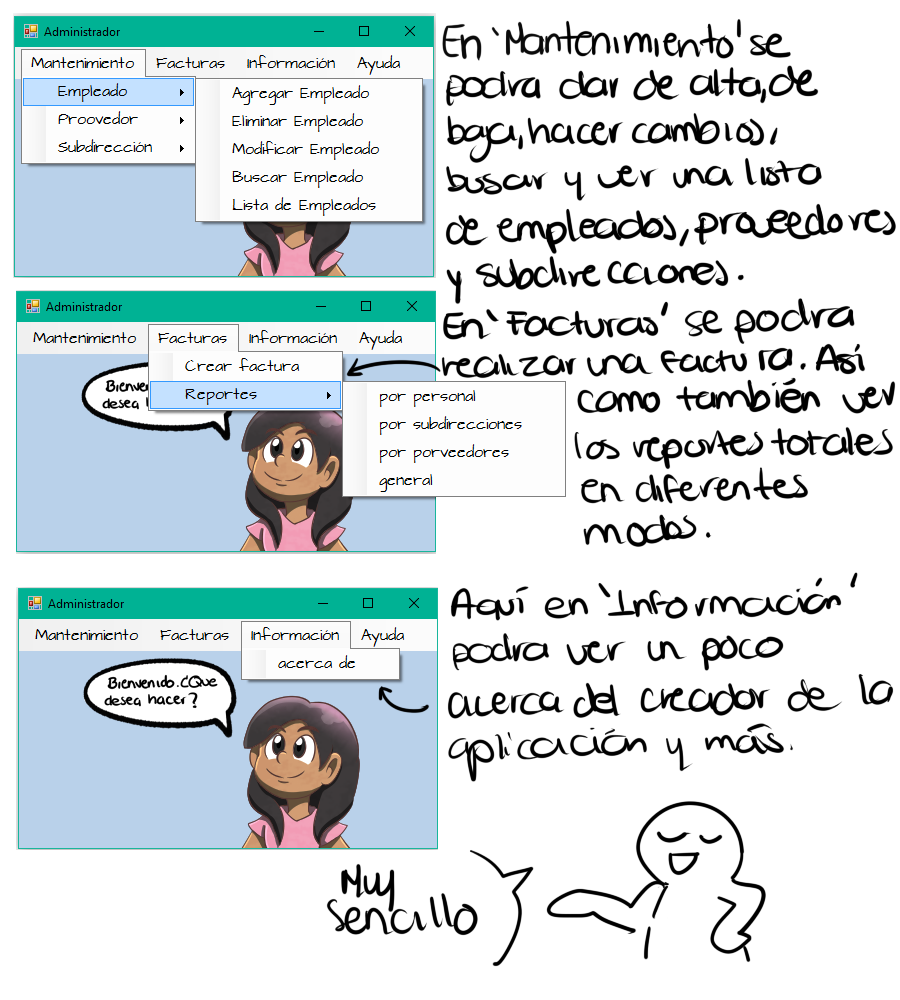 Administrador
Mantenimiento Facturas Información Ayuda
Empleado
Proovedor
Subdirección
Agregar Empleado
Eliminar Empleado
Modificar Empleado
Buscar Empleado
Lista de Empleados
En 'Mantenimiento' se
podra dar de alta, de
baja, hacer cambios,
buscar y ver una lista
de empleados, proveedores
y subdirecciones.
Administrador
Mantenimiento Facturas Información Ayuda
Crear factura
Reportes
por personal
por subdirecciones
por porveedores
general
Bienven
desea
En 'Facturas' se podra
realizar una factura. Así
como también ver
los reportes totales
en diferentes
modos.
Administrador
Mantenimiento Facturas Información Ayuda
acerca de
Bienvenido.¿Que
desea hacer?
Aquí en 'Información'
podra ver un poco
acerca del creador de la
aplicación y más.
Muy
sencillo